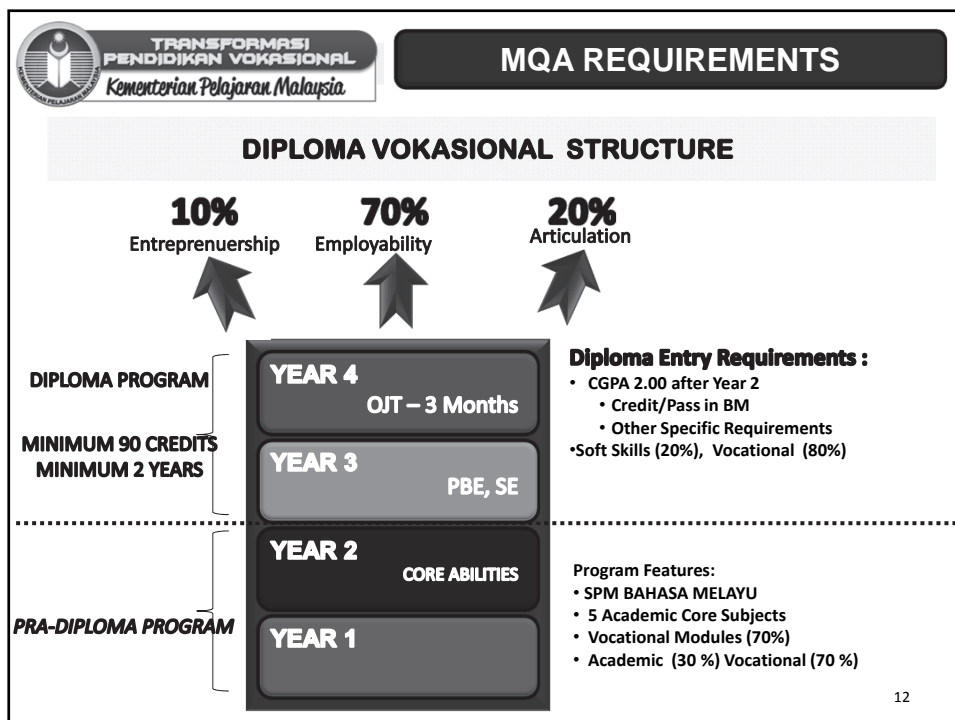 TRANSFORMASI
PENDIDIKAN VOKASIONAL
Kementerian Pelajaran Malaysia
KEMENTERIAN PELAJARAN MALAYSIA
MQA REQUIREMENTS
DIPLOMA VOKASIONAL STRUCTURE
10%
Entreprenuership
70%
Employability
20%
Articulation
DIPLOMA PROGRAM
MINIMUM 90 CREDITS
MINIMUM 2 YEARS
YEAR 4
OJT – 3 Months
YEAR 3
PBE, SE
Diploma Entry Requirements :
• CGPA 2.00 after Year 2
• Credit/Pass in BM
• Other Specific Requirements
•Soft Skills (20%), Vocational (80%)
PRA-DIPLOMA PROGRAM
YEAR 2
CORE ABILITIES
YEAR 1
Program Features:
• SPM BAHASA MELAYU
• 5 Academic Core Subjects
• Vocational Modules (70%)
• Academic (30 %) Vocational (70 %)
12